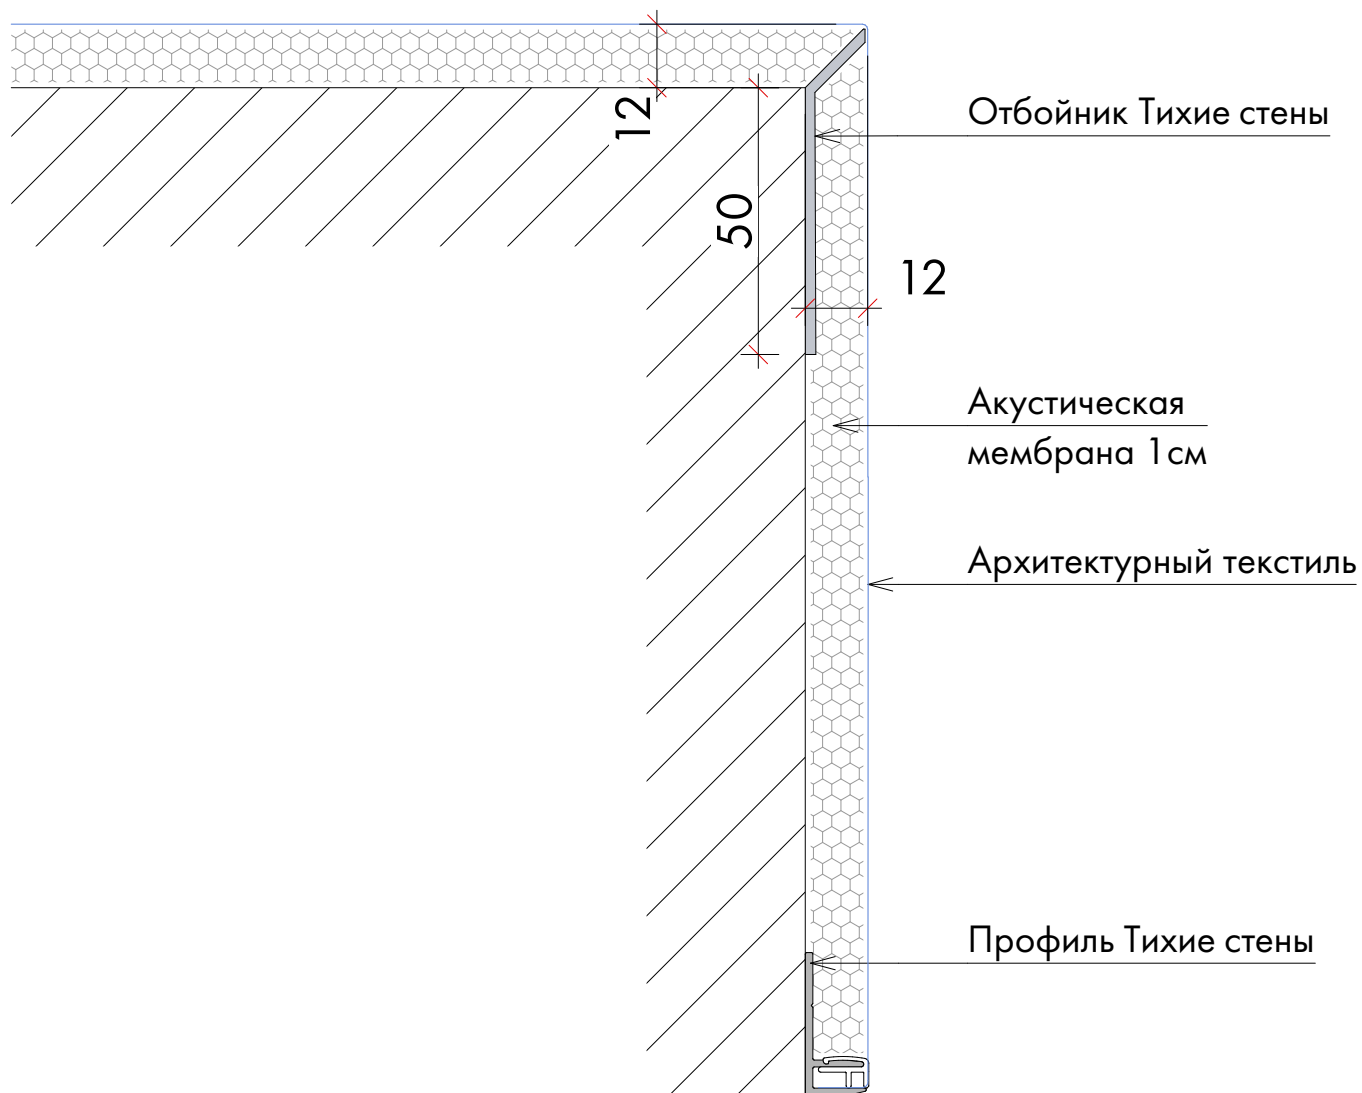 12
Отбойник Тихие стены
50
12
Акустическая
мембрана 1см
Архитектурный текстиль
Профиль Тихие стены